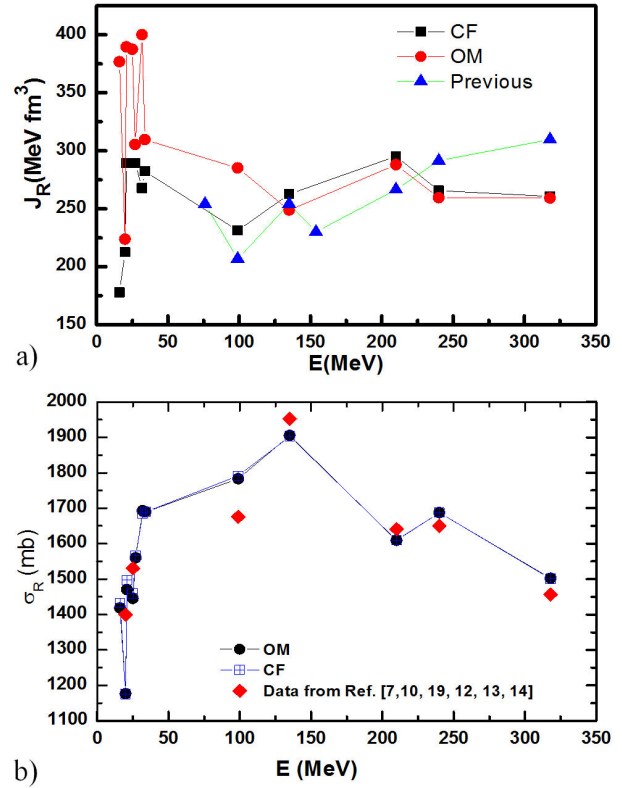 400
350
300
250
200
150
J_R(MeV fm³)
CF
OM
Previous
0 50 100 150 200 250 300 350
E(MeV)
a)
2000
1900
1800
1700
1600
1500
1400
1300
1200
1100
σ_R (mb)
OM
CF
Data from Ref. [7,10, 19, 12, 13, 14]
0 50 100 150 200 250 300 350
E (MeV)
b)